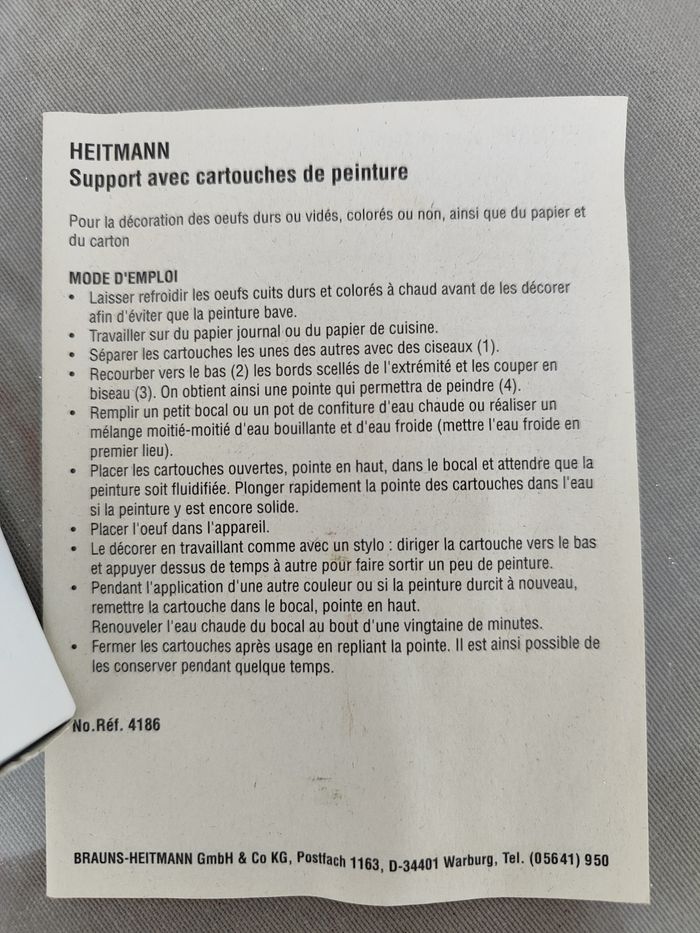 HEITMANN
Support avec cartouches de peinture
Pour la décoration des oeufs durs ou vidés, colorés ou non, ainsi que du papier et
du carton
MODE D'EMPLOI
• Laisser refroidir les oeufs cuits durs et colorés à chaud avant de les décorer
afin d'éviter que la peinture bave.
• Travailler sur du papier journal ou du papier de cuisine.
• Séparer les cartouches les unes des autres avec des ciseaux (1).
• Recourber vers le bas (2) les bords scellés de l'extrémité et les couper en
biseau (3). On obtient ainsi une pointe qui permettra de peindre (4).
• Remplir un petit bocal ou un pot de confiture d'eau chaude ou réaliser un
mélange moitié-moitié d'eau bouillante et d'eau froide (mettre l'eau froide en
premier lieu).
• Placer les cartouches ouvertes, pointe en haut, dans le bocal et attendre que la
peinture soit fluidifiée. Plonger rapidement la pointe des cartouches dans l'eau
si la peinture y est encore solide.
• Placer l'oeuf dans l'appareil.
• Le décorer en travaillant comme avec un stylo : diriger la cartouche vers le bas
et appuyer dessus de temps à autre pour faire sortir un peu de peinture.
• Pendant l'application d'une autre couleur ou si la peinture durcit à nouveau,
remettre la cartouche dans le bocal, pointe en haut.
Renouveler l'eau chaude du bocal au bout d'une vingtaine de minutes.
• Fermer les cartouches après usage en repliant la pointe. Il est ainsi possible de
les conserver pendant quelque temps.
No.Réf. 4186
BRAUNS-HEITMANN GmbH & Co KG, Postfach 1163, D-34401 Warburg, Tel. (05641) 950